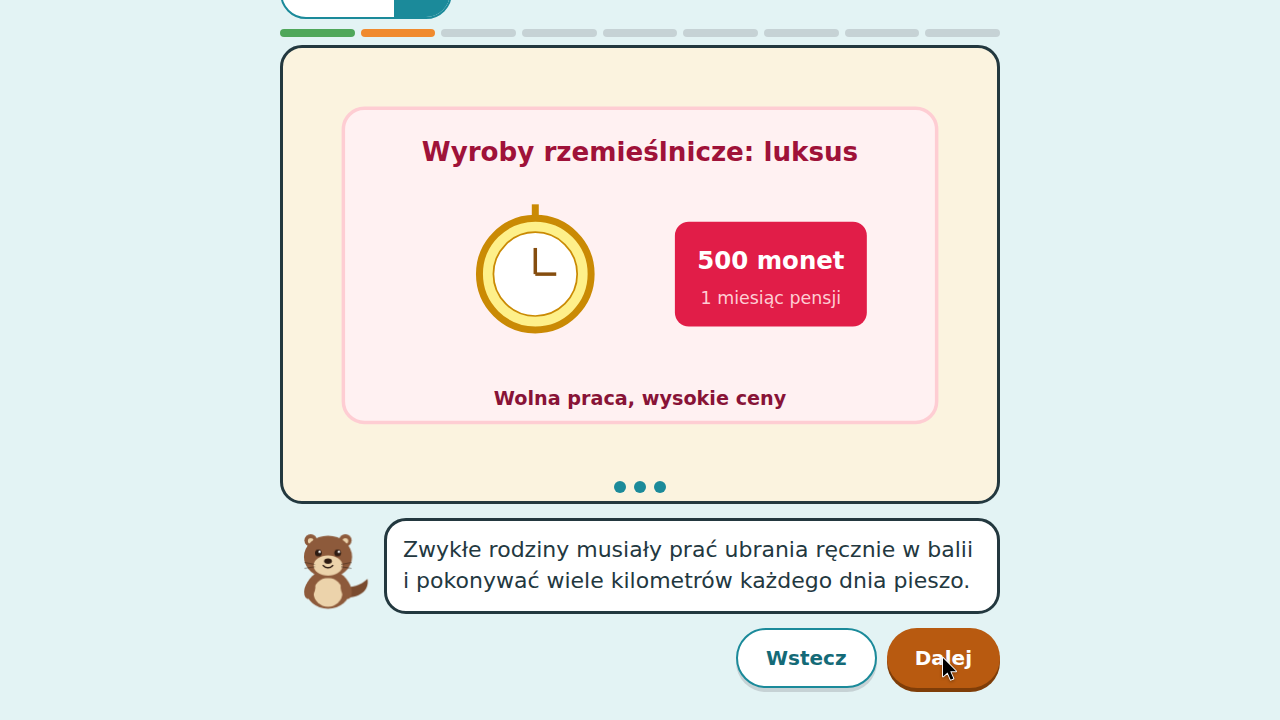 Wyroby rzemieślnicze: luksus
500 monet
1 miesiąc pensji
Wolna praca, wysokie ceny
Zwykłe rodziny musiały prać ubrania ręcznie w balii
i pokonywać wiele kilometrów każdego dnia pieszo.
Wstecz
Dalej